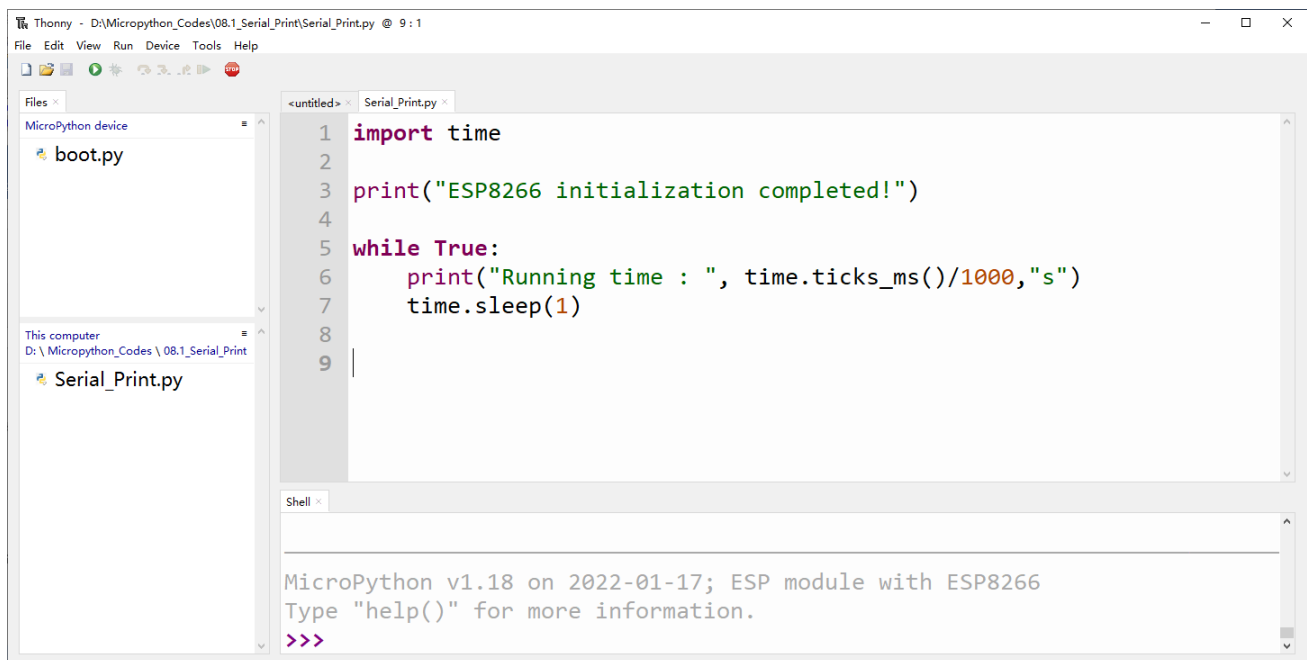 Thonny - D:\Micropython_Codes\08.1_Serial_Print\Serial_Print.py @ 9 : 1
File Edit View Run Device Tools Help
STOP
Files
MicroPython device
boot.py
This computer
D: \ Micropython_Codes \ 08.1_Serial_Print
Serial_Print.py
<untitled> Serial_Print.py
1 import time
2
3 print("ESP8266 initialization completed!")
4
5 while True:
6     print("Running time : ", time.ticks_ms()/1000,"s")
7     time.sleep(1)
8
9
Shell
MicroPython v1.18 on 2022-01-17; ESP module with ESP8266
Type "help()" for more information.
>>>